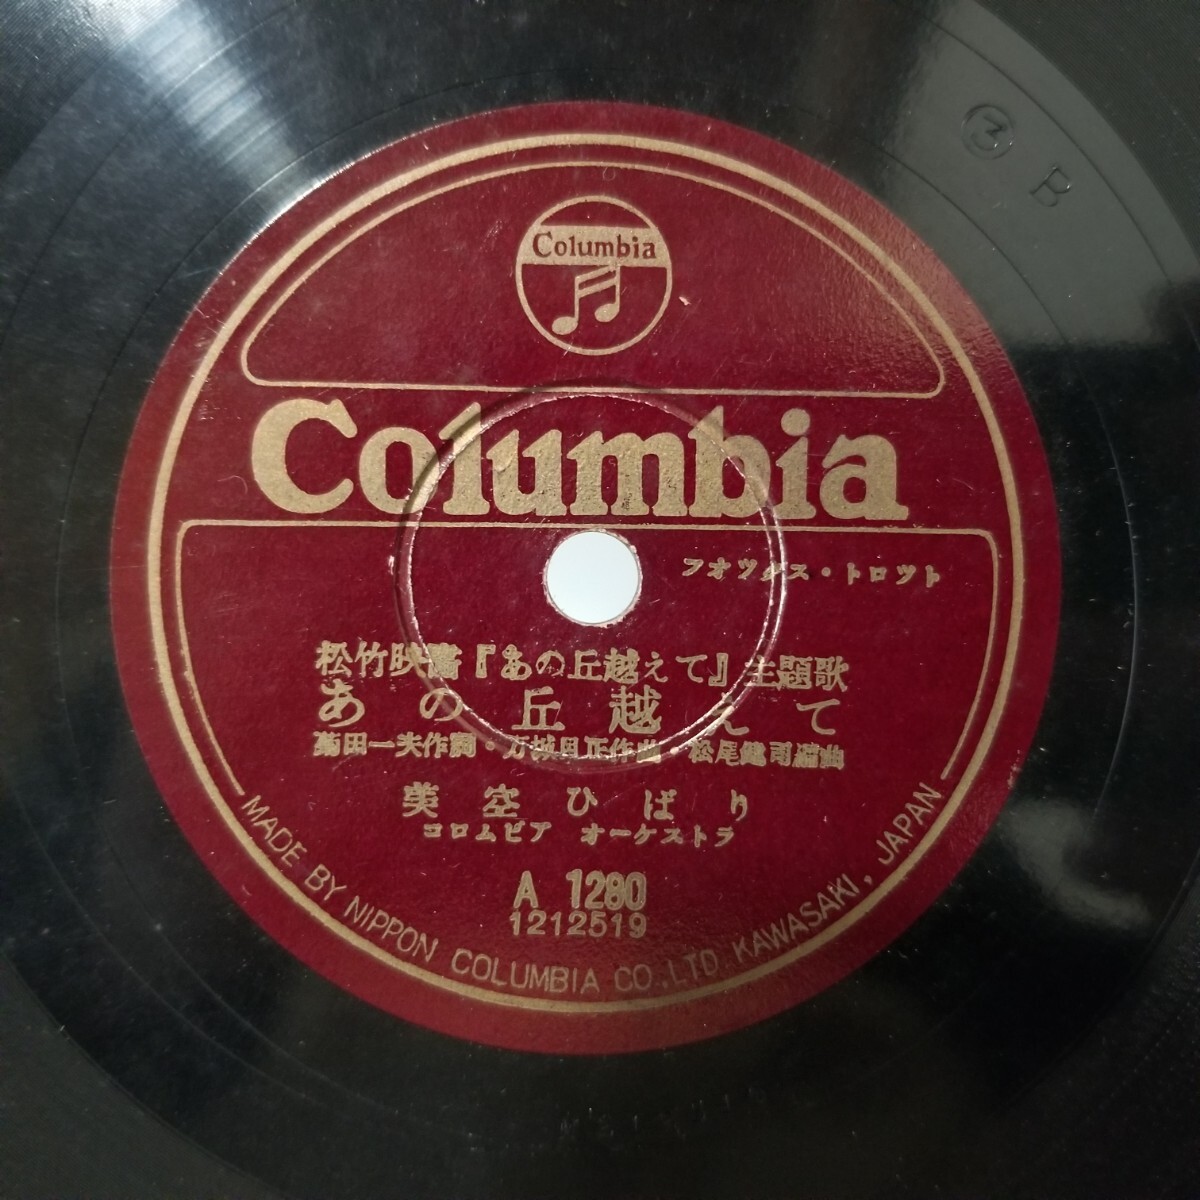 Ⓙ B
Columbia
Columbia
フオツクス・トロツト
松竹映畫『あの丘越えて』主題歌
あの丘越えて
菊田一夫作詞・万城目正作曲・松尾健司編曲
美空ひばり
コロムビア オーケストラ
A 1280
1212519
MADE BY NIPPON COLUMBIA CO.,LTD KAWASAKI, JAPAN